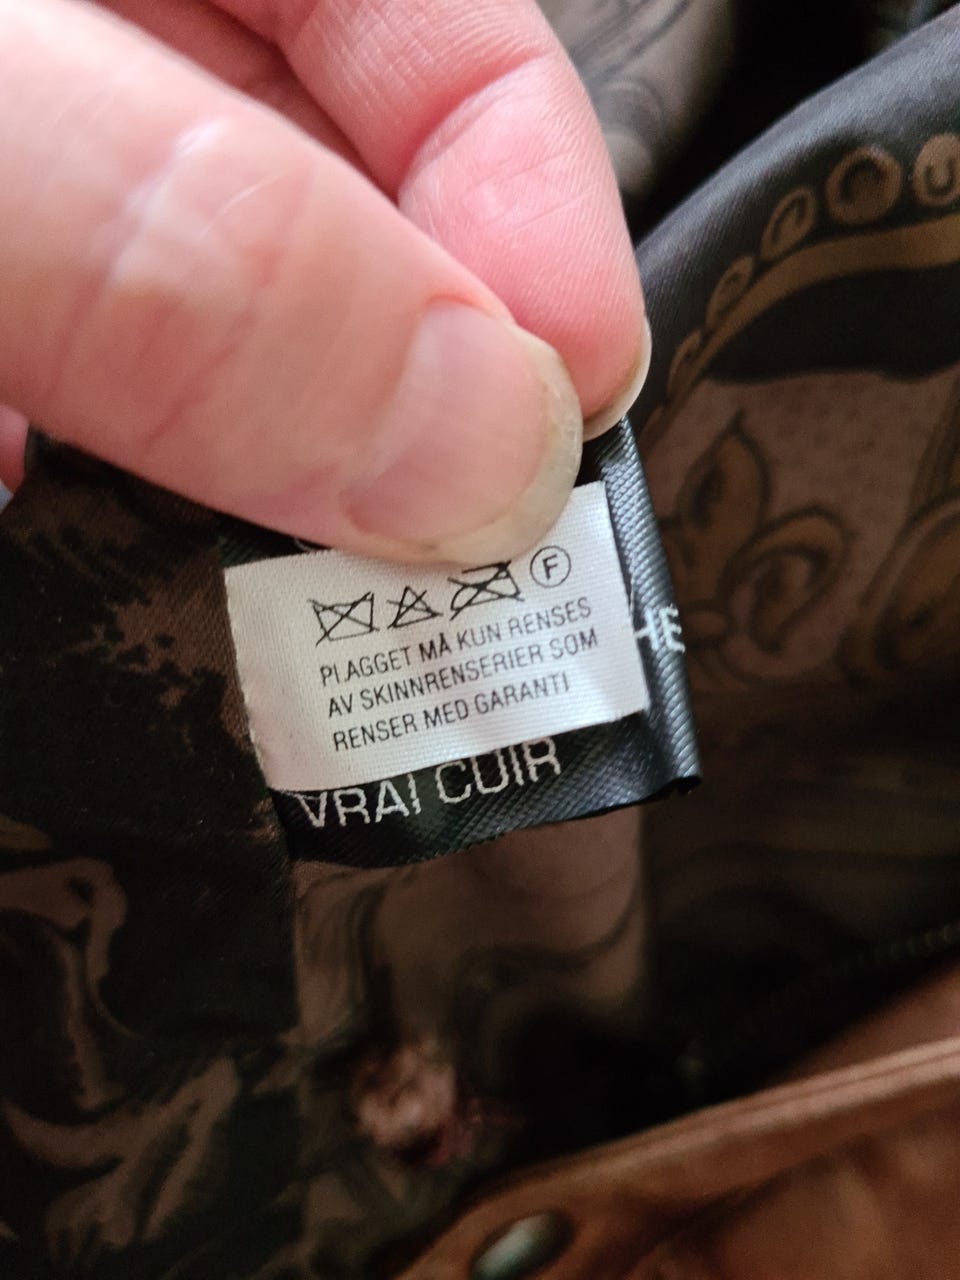 F
PLAGGET MÅ KUN RENSES
AV SKINNRENSERIER SOM
RENSER MED GARANTI
VRAI CUIR